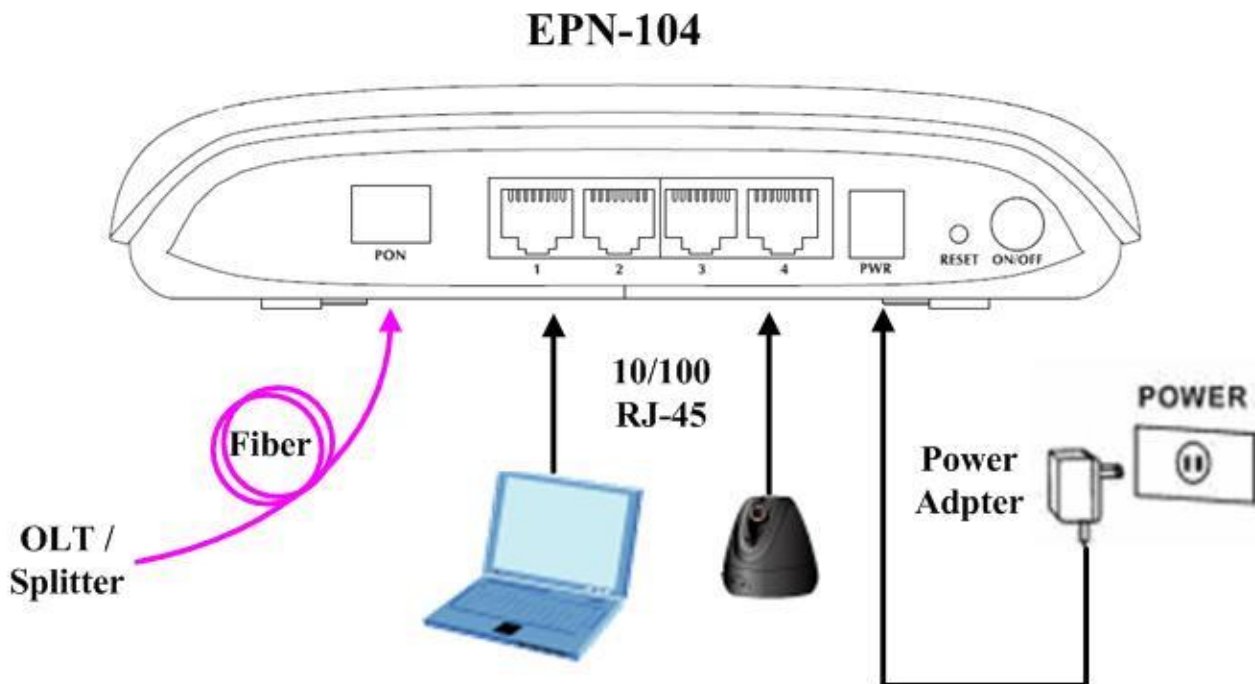 EPN-104
PON
1
2
3
4
PWR
RESET
ON/OFF
10/100
RJ-45
Fiber
OLT /
Splitter
Power
Adpter
POWER